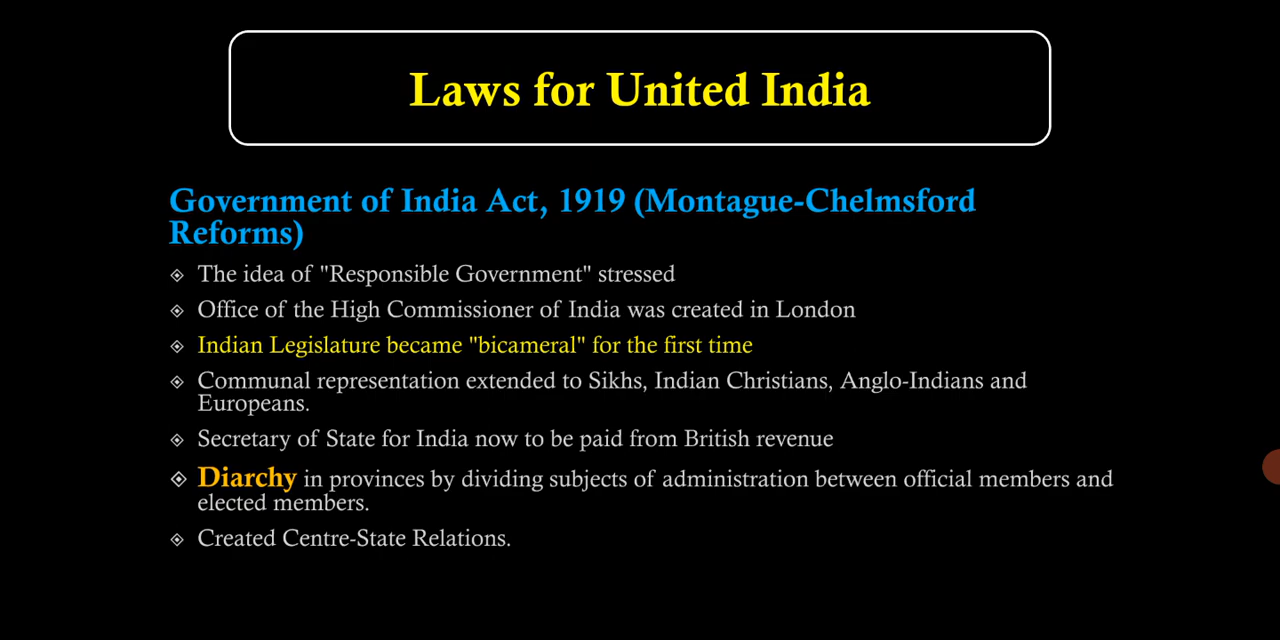 Laws for United India
Government of India Act, 1919 (Montague-Chelmsford
Reforms)
The idea of "Responsible Government" stressed
Office of the High Commissioner of India was created in London
Indian Legislature became "bicameral" for the first time
Communal representation extended to Sikhs, Indian Christians, Anglo-Indians and
Europeans.
Secretary of State for India now to be paid from British revenue
Diarchy in provinces by dividing subjects of administration between official members and
elected members.
Created Centre-State Relations.